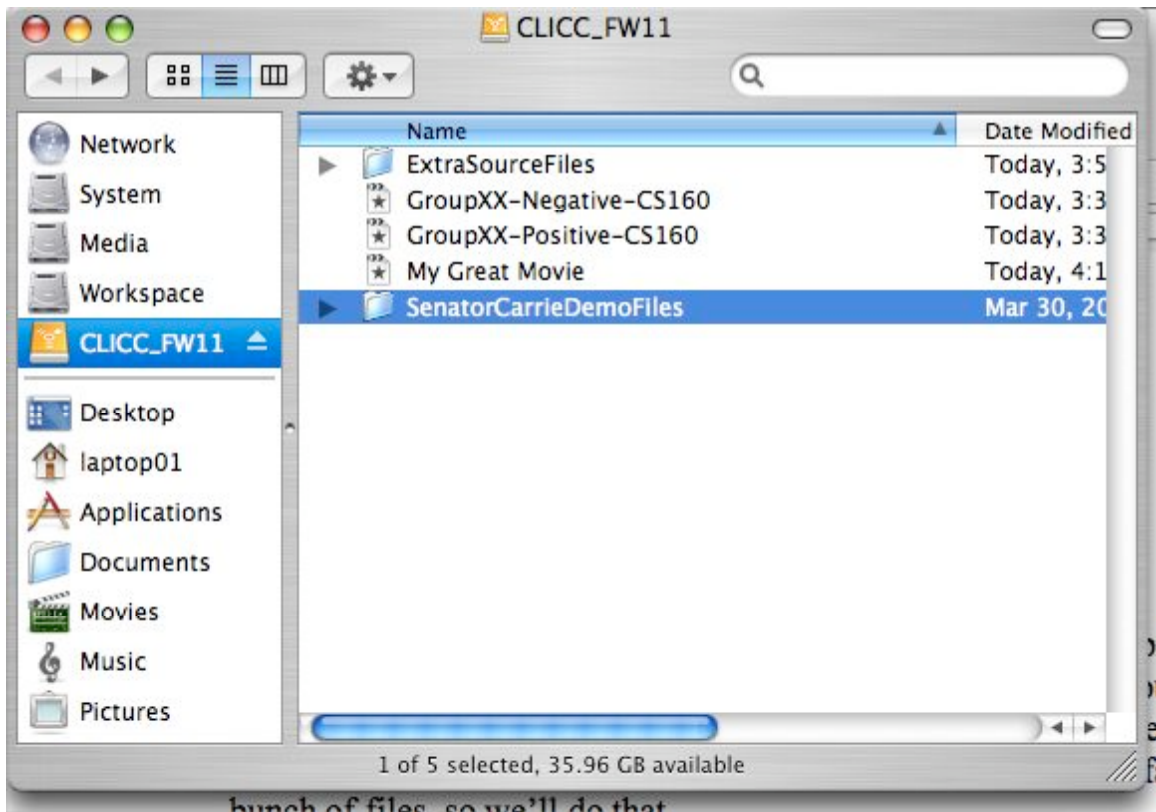 CLICC_FW11
Network
System
Media
Workspace
CLICC_FW11
Desktop
laptop01
Applications
Documents
Movies
Music
Pictures
Name Date Modified
ExtraSourceFiles Today, 3:5
GroupXX-Negative-CS160 Today, 3:3
GroupXX-Positive-CS160 Today, 3:3
My Great Movie Today, 4:1
SenatorCarrieDemoFIles Mar 30, 20
1 of 5 selected, 35.96 GB available
bunch of files, so we'll do that